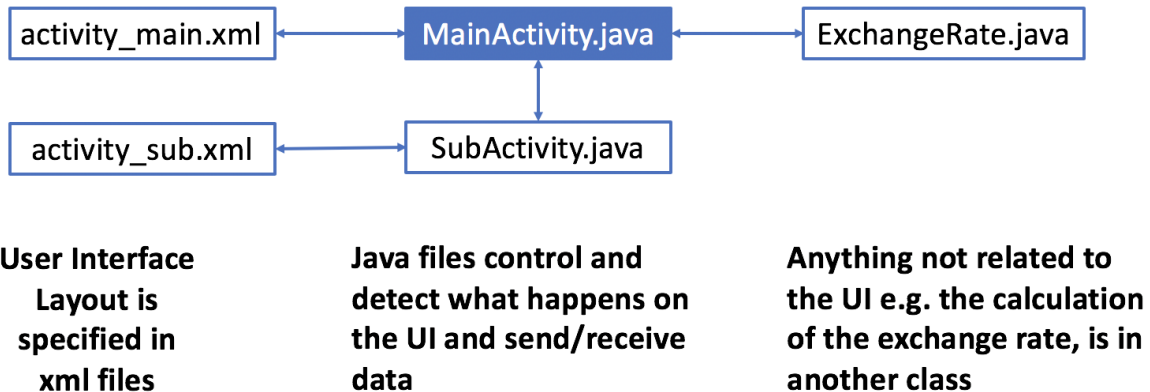 activity_main.xml
MainActivity.java
ExchangeRate.java
activity_sub.xml
SubActivity.java
User Interface
Layout is
specified in
xml files
Java files control and
detect what happens on
the UI and send/receive
data
Anything not related to
the UI e.g. the calculation
of the exchange rate, is in
another class